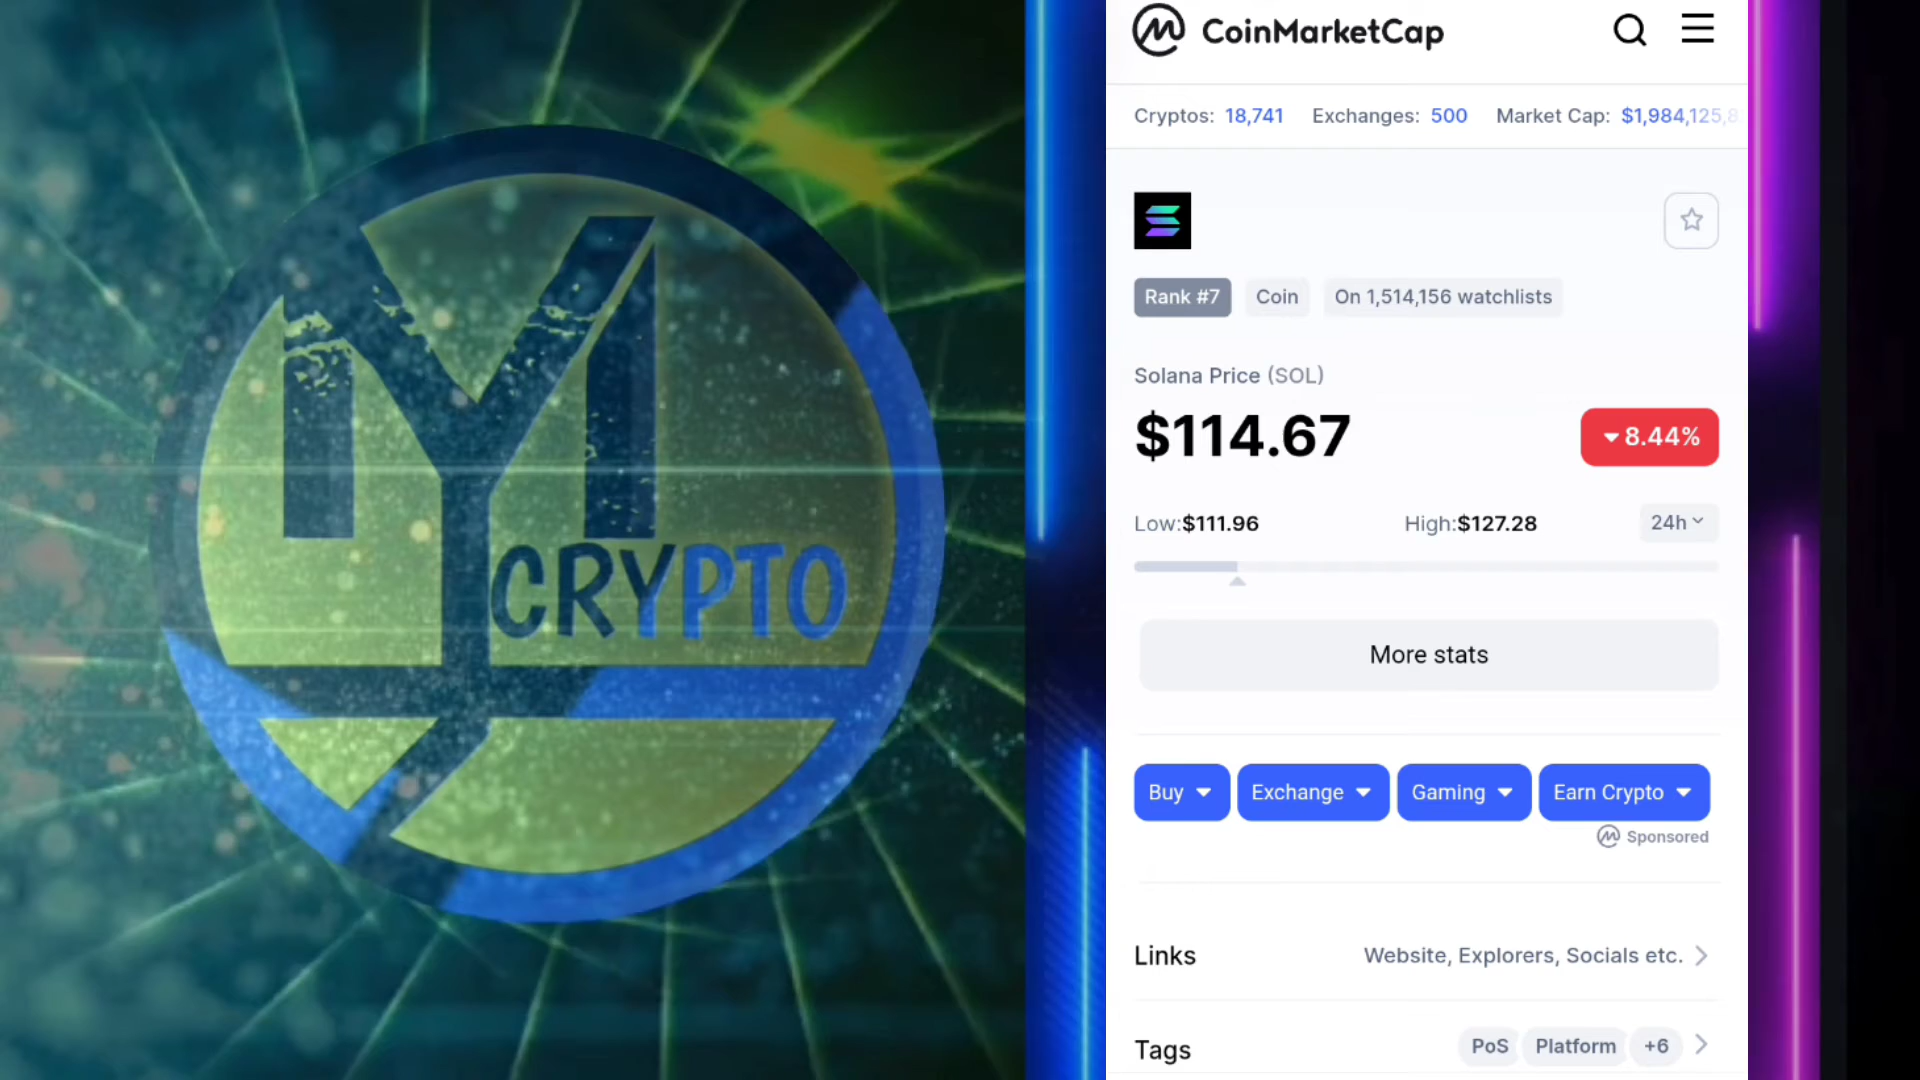 CRYPTO
CoinMarketCap
Cryptos: 18,741 Exchanges: 500 Market Cap: $1,984,125,8
Rank #7 Coin On 1,514,156 watchlists
Solana Price (SOL)
$114.67 8.44%
Low:$111.96 High:$127.28 24h
More stats
Buy Exchange Gaming Earn Crypto
Sponsored
Links Website, Explorers, Socials etc.
Tags PoS Platform +6